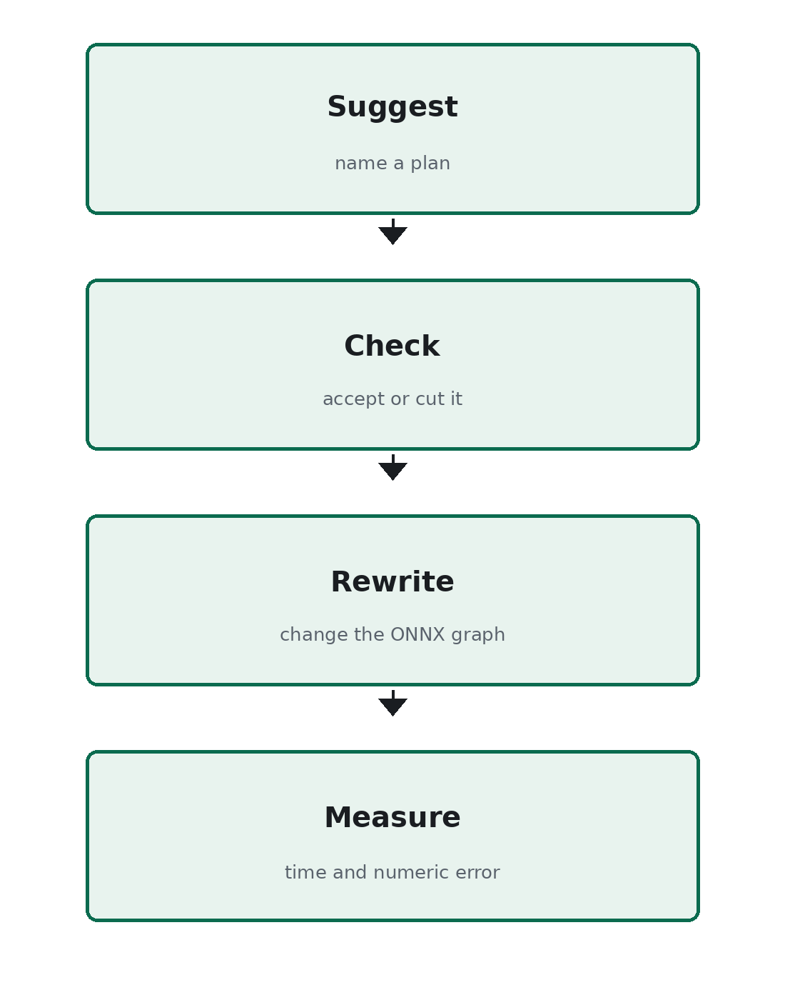 Suggest
name a plan
Check
accept or cut it
Rewrite
change the ONNX graph
Measure
time and numeric error